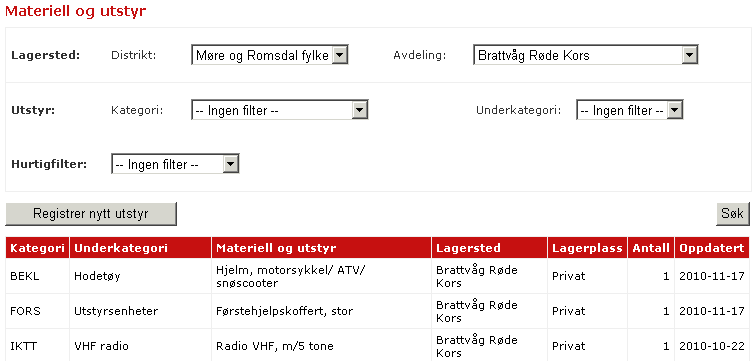 Materiell og utstyr
Lagersted: Distrikt: Møre og Romsdal fylke Avdeling: Brattvåg Røde Kors
Utstyr: Kategori: -- Ingen filter -- Underkategori: -- Ingen filter --
Hurtigfilter: -- Ingen filter --
Registrer nytt utstyr Søk
Kategori Underkategori Materiell og utstyr Lagersted Lagerplass Antall Oppdatert
BEKL Hodetøy Hjelm, motorsykkel/ ATV/ snøscooter Brattvåg Røde Kors Privat 1 2010-11-17
FORS Utstyrsenheter Førstehjelpskoffert, stor Brattvåg Røde Kors Privat 1 2010-11-17
IKTT VHF radio Radio VHF, m/5 tone Brattvåg Røde Kors Privat 1 2010-10-22